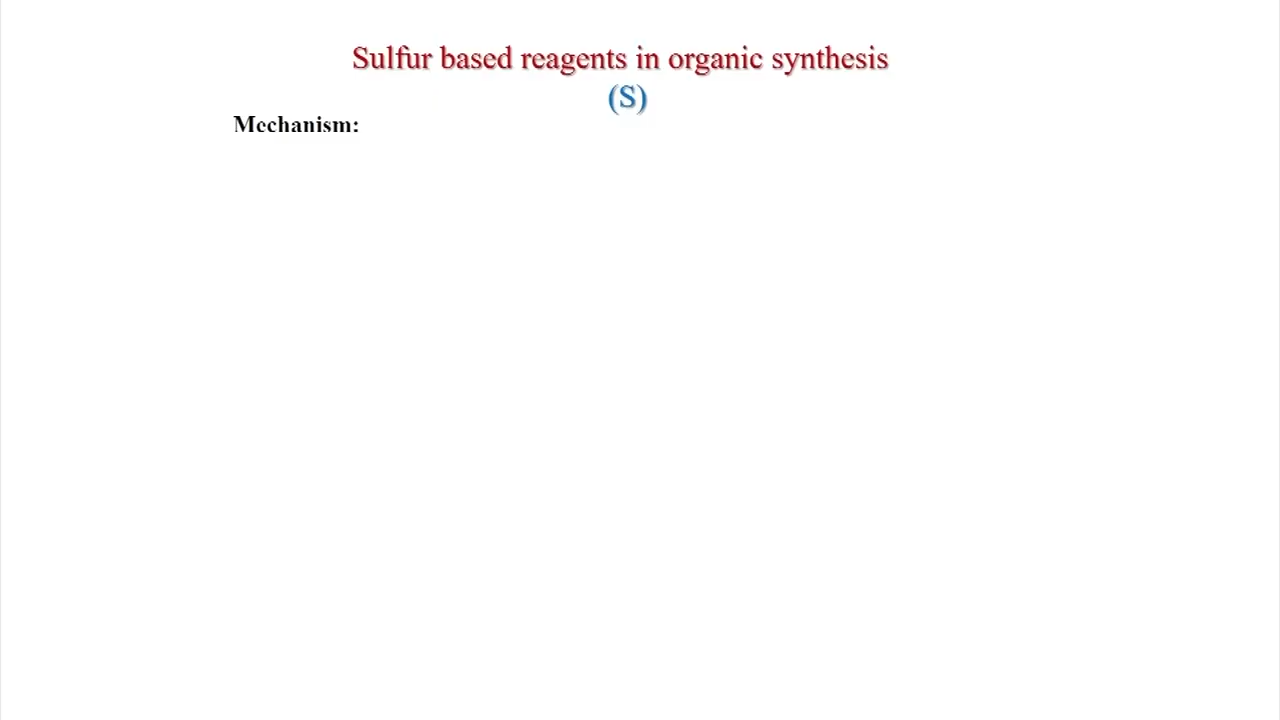 Sulfur based reagents in organic synthesis
(S)
Mechanism: